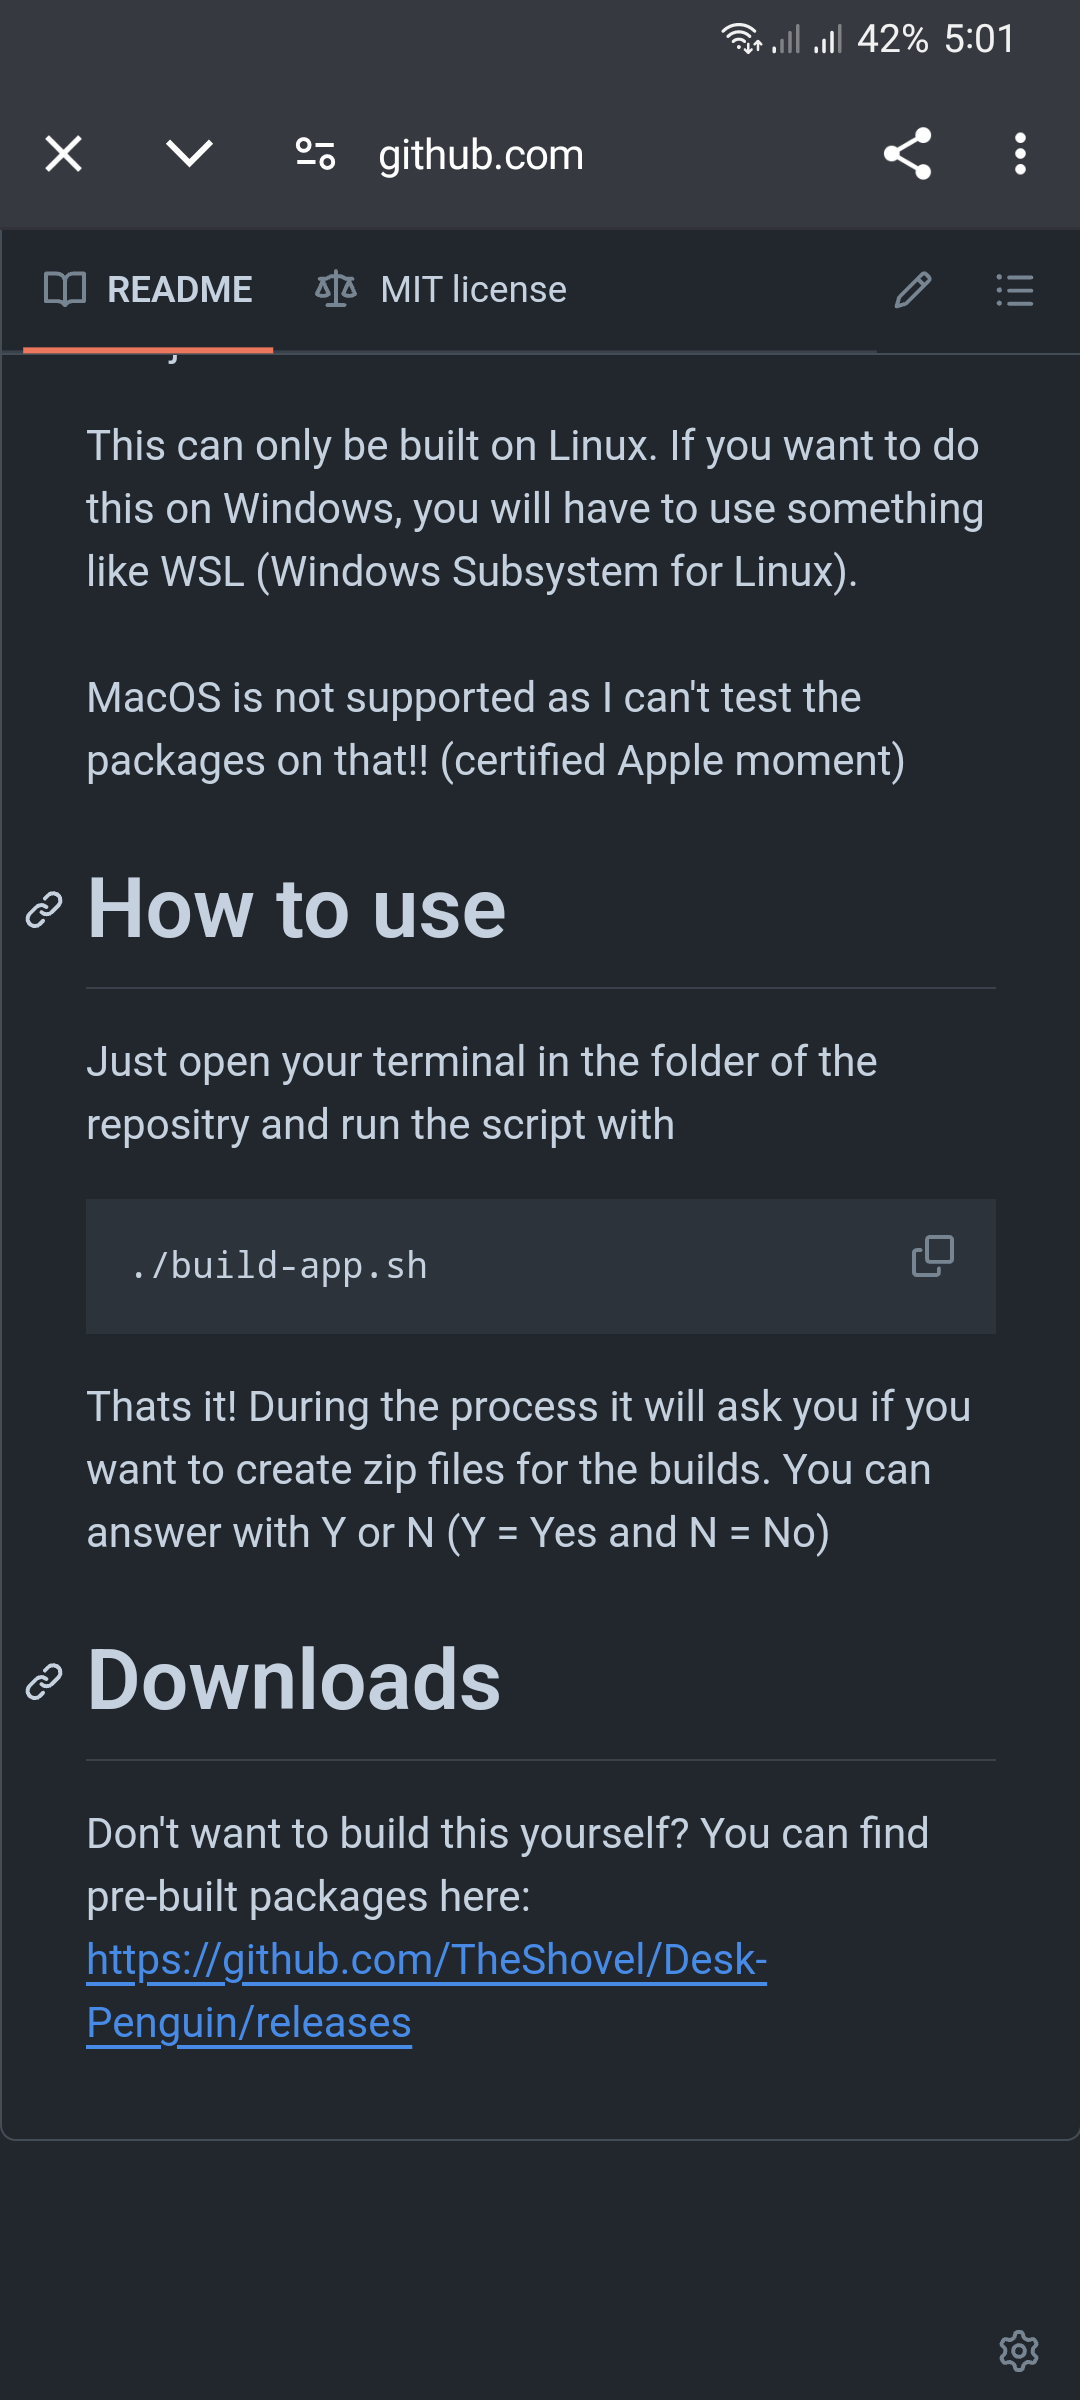 42% 5:01
github.com
README MIT license
This can only be built on Linux. If you want to do
this on Windows, you will have to use something
like WSL (Windows Subsystem for Linux).
MacOS is not supported as I can't test the
packages on that!! (certified Apple moment)
How to use
Just open your terminal in the folder of the
repositry and run the script with
./build-app.sh
Thats it! During the process it will ask you if you
want to create zip files for the builds. You can
answer with Y or N (Y = Yes and N = No)
Downloads
Don't want to build this yourself? You can find
pre-built packages here:
https://github.com/TheShovel/Desk-
Penguin/releases